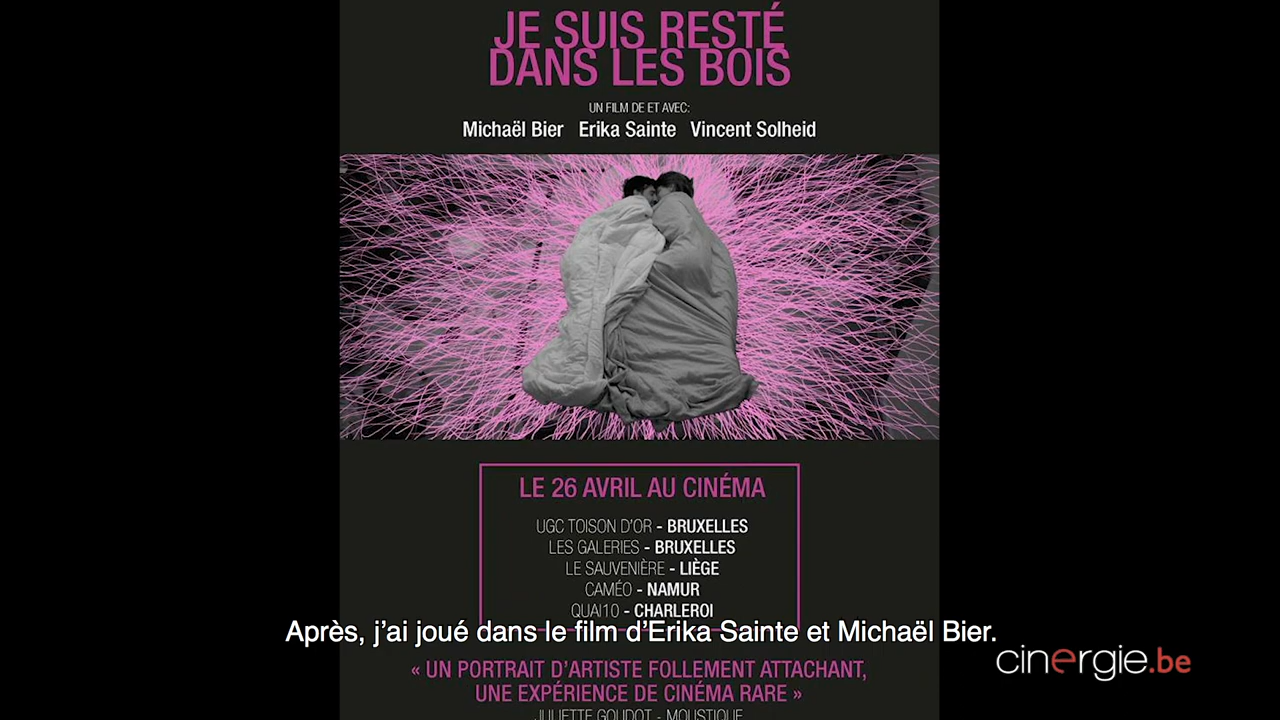 JE SUIS RESTÉ
DANS LES BOIS
UN FILM DE ET AVEC:
Michaël Bier Erika Sainte Vincent Solheid
LE 26 AVRIL AU CINÉMA
UGC TOISON D'OR - BRUXELLES
LES GALERIES - BRUXELLES
LE SAUVENIÈRE - LIÈGE
CAMÉO - NAMUR
QUAI10 - CHARLEROI
Après, j’ai joué dans le film d’Erika Sainte et Michaël Bier.
cinergie.be
« UN PORTRAIT D’ARTISTE FOLLEMENT ATTACHANT,
UNE EXPÉRIENCE DE CINÉMA RARE »
JULIETTE GOUDOT - MOUSTIQUE